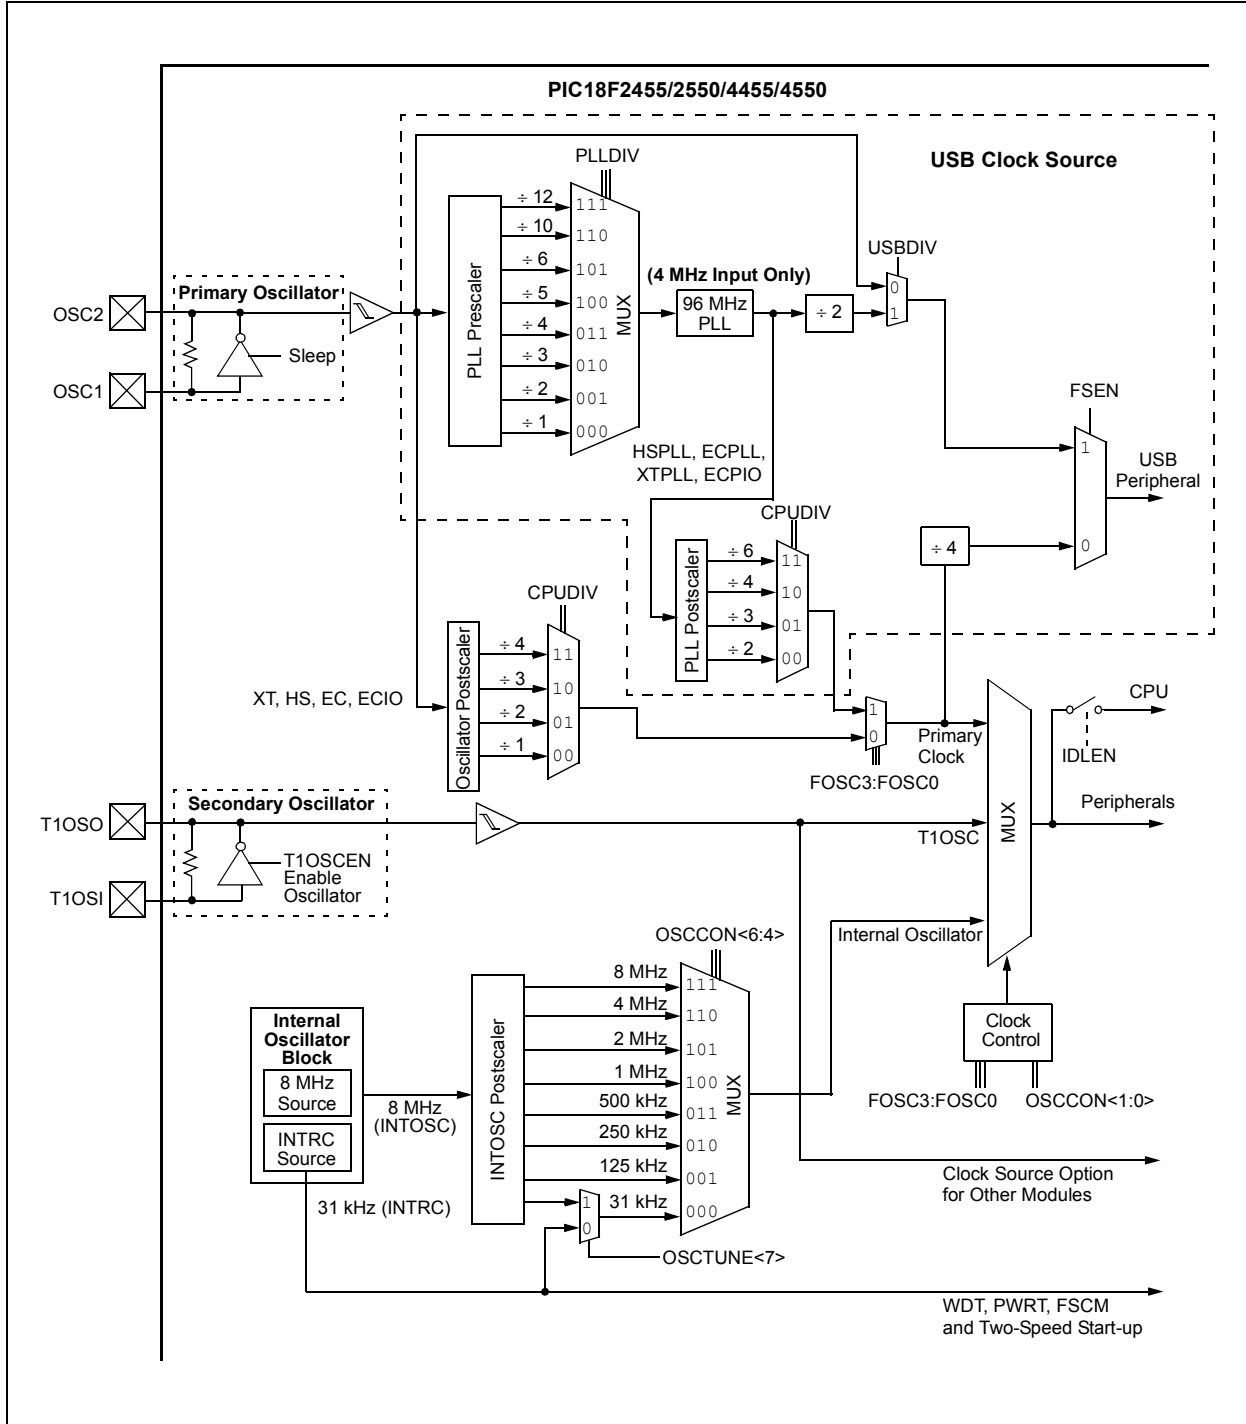 PIC18F2455/2550/4455/4550
USB Clock Source
PLLDIV
PLL Prescaler
÷ 12
÷ 10
÷ 6
÷ 5
÷ 4
÷ 3
÷ 2
÷ 1
111
110
101
100
011
010
001
000
MUX
(4 MHz Input Only)
96 MHz
PLL
÷ 2
USBDIV
0
1
FSEN
1
0
USB
Peripheral
Primary Oscillator
OSC2
OSC1
Sleep
HSPLL, ECPLL,
XTPLL, ECPIO
CPUDIV
PLL Postscaler
÷ 6
÷ 4
÷ 3
÷ 2
11
10
01
00
÷ 4
CPUDIV
Oscillator Postscaler
÷ 4
÷ 3
÷ 2
÷ 1
11
10
01
00
XT, HS, EC, ECIO
1
0
FOSC3:FOSC0
Primary
Clock
CPU
IDLEN
Peripherals
MUX
Secondary Oscillator
T1OSO
T1OSI
T1OSCEN
Enable
Oscillator
T1OSC
Internal Oscillator
Clock
Control
FOSC3:FOSC0
OSCCON<1:0>
OSCCON<6:4>
Internal
Oscillator
Block
8 MHz
Source
INTRC
Source
8 MHz
(INTOSC)
31 kHz (INTRC)
INTOSC Postscaler
8 MHz
4 MHz
2 MHz
1 MHz
500 kHz
250 kHz
125 kHz
31 kHz
1
0
111
110
101
100
011
010
001
000
MUX
OSCTUNE<7>
Clock Source Option
for Other Modules
WDT, PWRT, FSCM
and Two-Speed Start-up